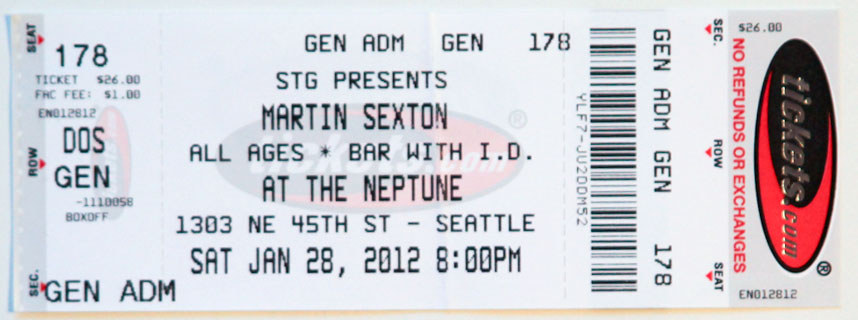 SEAT
178
TICKET $26.00
FAC FEE: $1.00
EN012812
DOS
ROW
GEN
-1110058
BOXOFF
SEC.
GEN ADM
GEN ADM GEN 178
STG PRESENTS
MARTIN SEXTON
ALL AGES * BAR WITH I.D.
AT THE NEPTUNE
1303 NE 45TH ST - SEATTLE
SAT JAN 28, 2012 8:00PM
tickets.com®
YLF7-JU2DDM52
GEN ADM GEN 178
SEC.
ROW
SEAT
NO REFUNDS OR EXCHANGES
$26.00
tickets.com®
EN012812